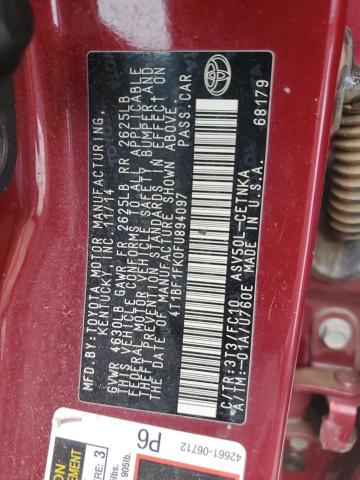 MFD.BY: TOYOTA MOTOR MANUFACTURING,
KENTUCKY, INC. 11/14
GVWR 4630LB GAWR FR 2625LB RR 2625LB
THIS VEHICLE CONFORMS TO ALL APPLICABLE
FEDERAL MOTOR VEHICLE SAFETY, BUMPER AND
THEFT PREVENTION STANDARDS IN EFFECT ON
THE DATE OF MANUFACTURE SHOWN ABOVE.
4T1BF1FK0FU894097 PASS.CAR
C/TR: 3T3/FC10 ASV50L-CETNKA
A/TM: -01A/U760E MADE IN U.S.A.
68179
42661-06712
P6